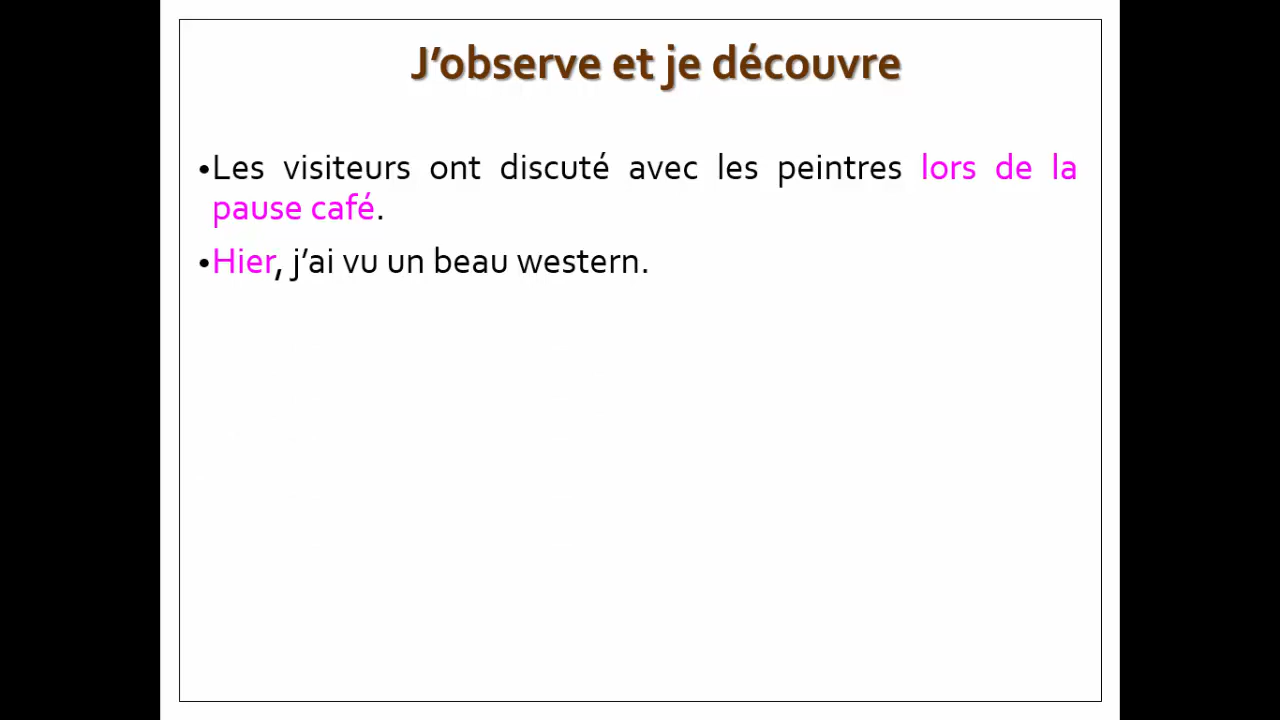 J’observe et je découvre
•Les visiteurs ont discuté avec les peintres lors de la
pause café.
•Hier, j’ai vu un beau western.